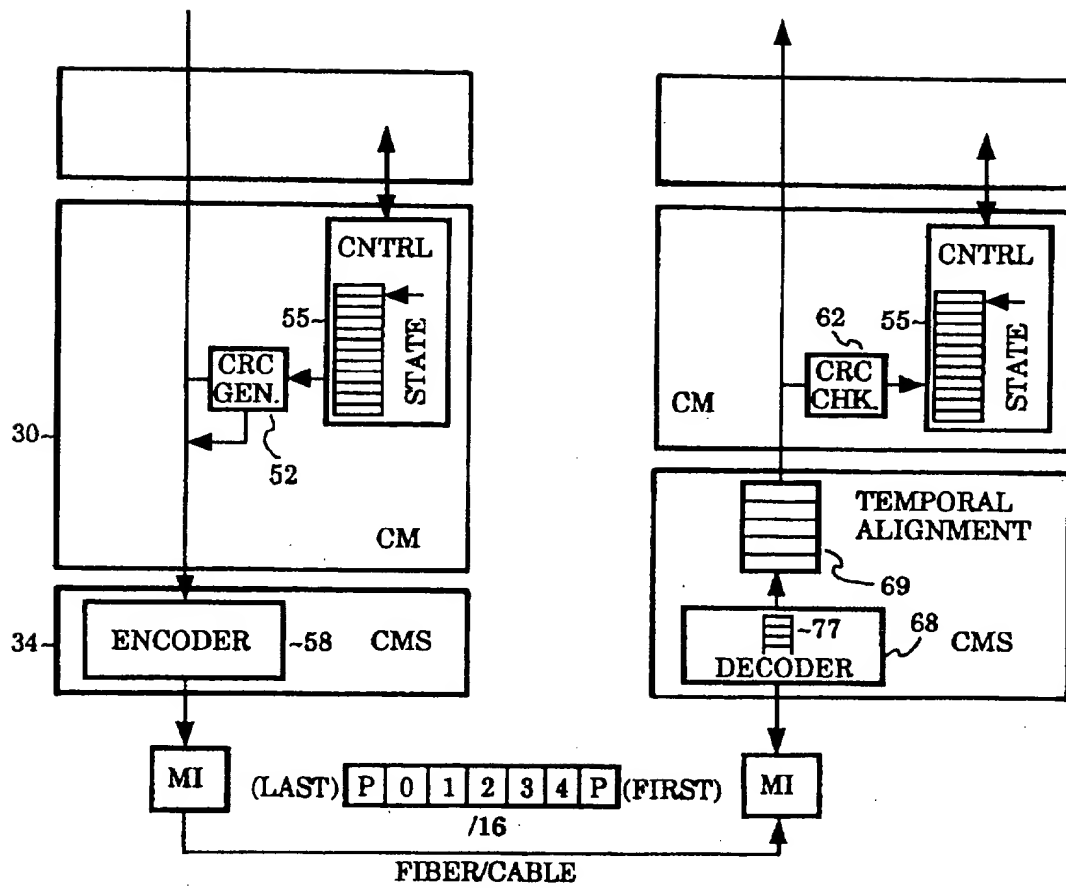 CNTRL
55
STATE
CRC
GEN.
52
30
CM
34
ENCODER
58
CMS
MI
(LAST) P 0 1 2 3 4 P (FIRST)
/16
FIBER/CABLE
CNTRL
62
55
STATE
CRC
CHK.
CM
TEMPORAL
ALIGNMENT
69
77
68
DECODER
CMS
MI